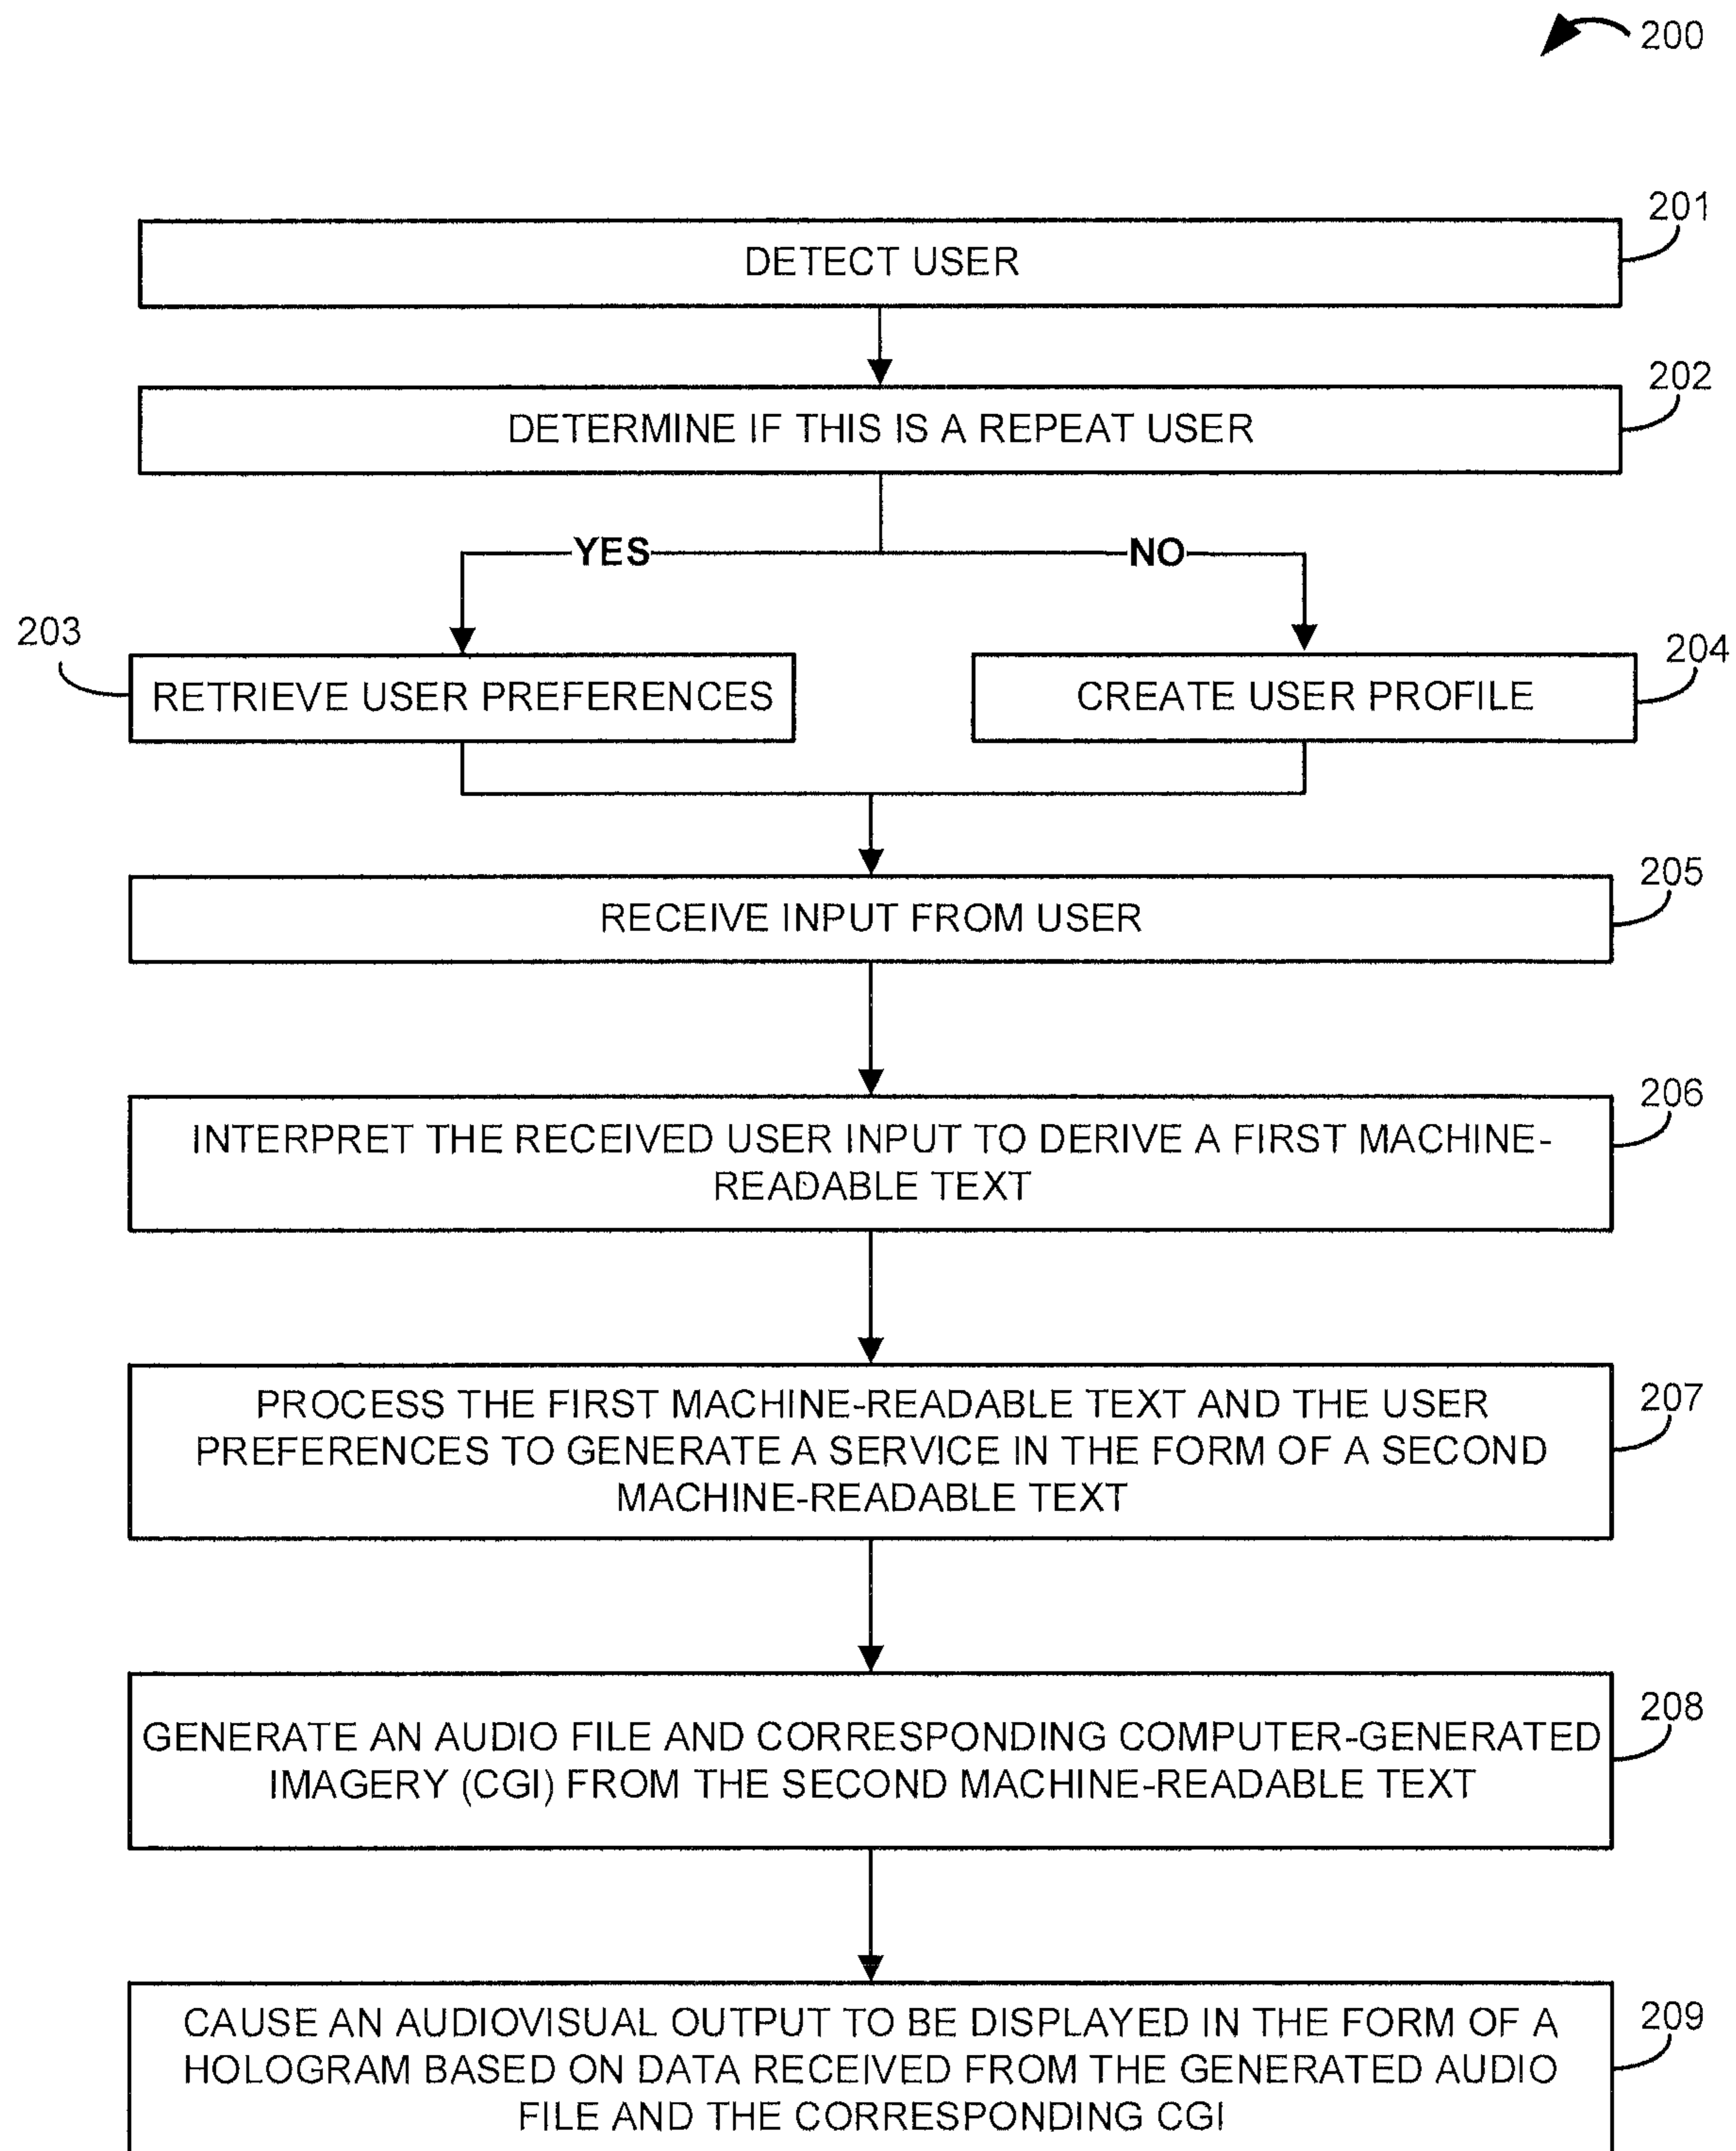 200
201
DETECT USER
202
DETERMINE IF THIS IS A REPEAT USER
YES
NO
203
RETRIEVE USER PREFERENCES
204
CREATE USER PROFILE
205
RECEIVE INPUT FROM USER
206
INTERPRET THE RECEIVED USER INPUT TO DERIVE A FIRST MACHINE-
READABLE TEXT
207
PROCESS THE FIRST MACHINE-READABLE TEXT AND THE USER
PREFERENCES TO GENERATE A SERVICE IN THE FORM OF A SECOND
MACHINE-READABLE TEXT
208
GENERATE AN AUDIO FILE AND CORRESPONDING COMPUTER-GENERATED
IMAGERY (CGI) FROM THE SECOND MACHINE-READABLE TEXT
209
CAUSE AN AUDIOVISUAL OUTPUT TO BE DISPLAYED IN THE FORM OF A
HOLOGRAM BASED ON DATA RECEIVED FROM THE GENERATED AUDIO
FILE AND THE CORRESPONDING CGI